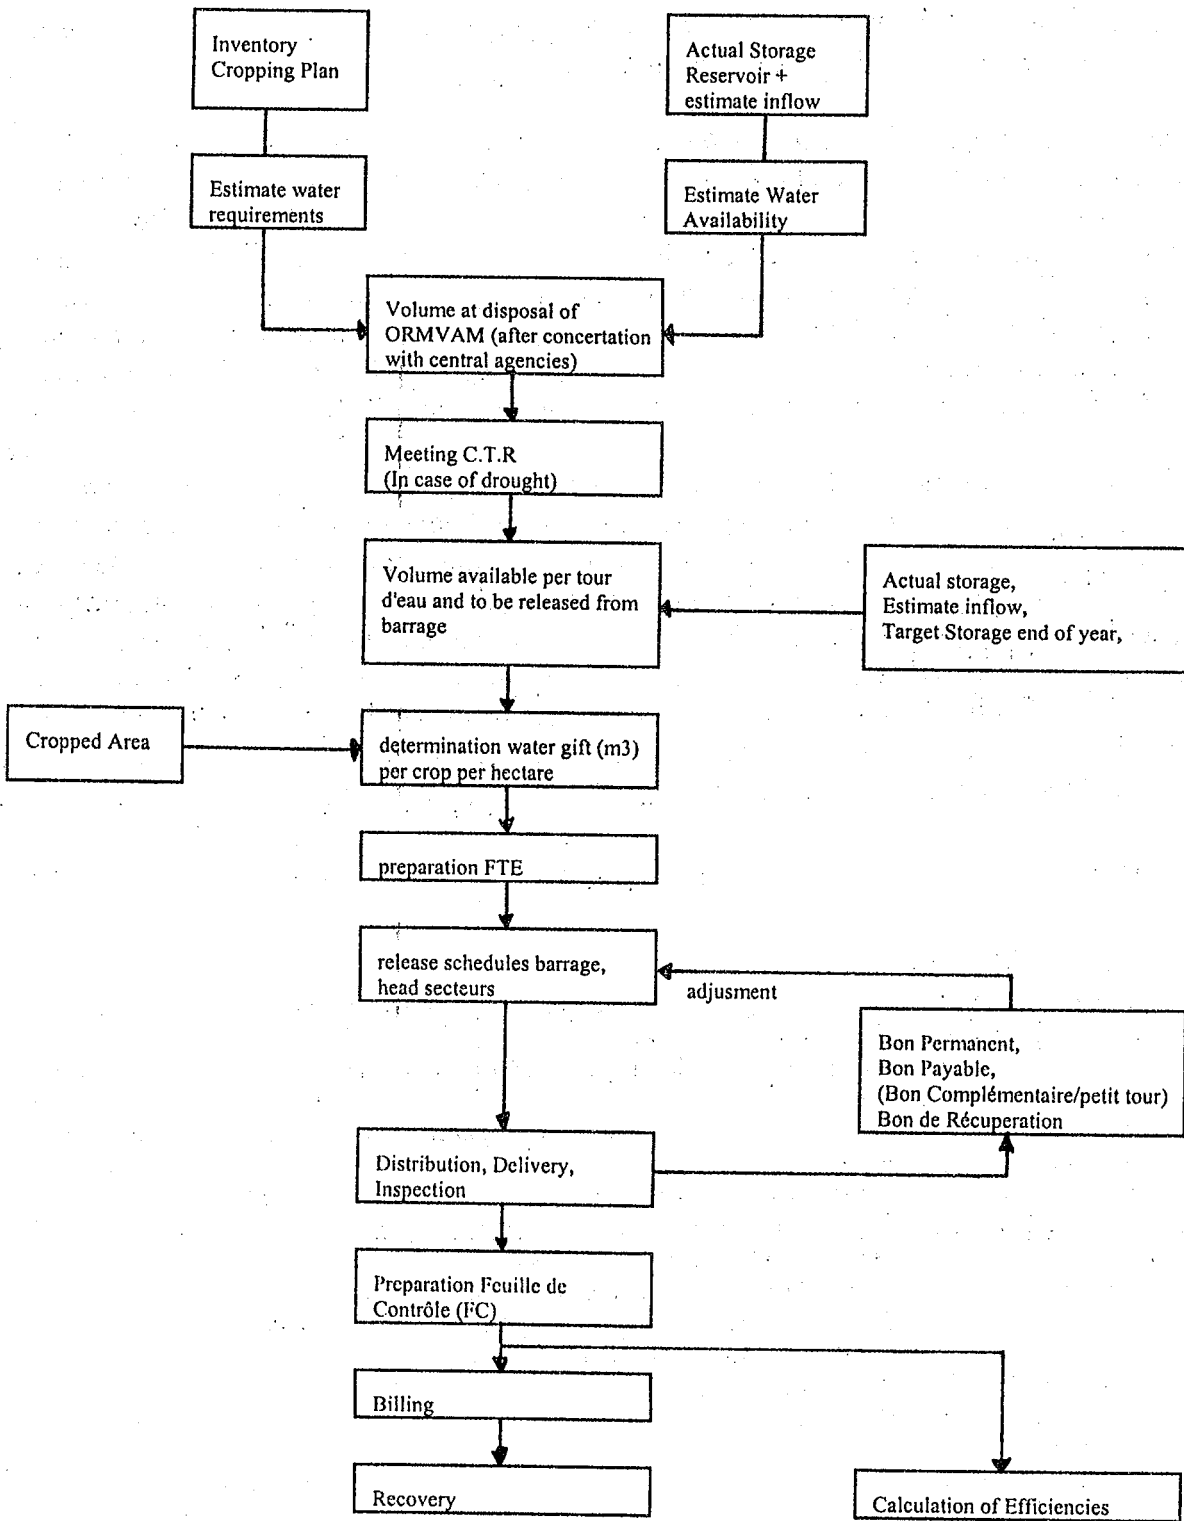 Inventory
Cropping Plan
Actual Storage
Reservoir +
estimate inflow
Estimate water
requirements
Estimate Water
Availability
Volume at disposal of
ORMVAM (after concertation
with central agencies)
Meeting C.T.R
(In case of drought)
Volume available per tour
d'eau and to be released from
barrage
Actual storage,
Estimate inflow,
Target Storage end of year,
Cropped Area
determination water gift (m3)
per crop per hectare
preparation FTE
release schedules barrage,
head secteurs
adjusment
Bon Permanent,
Bon Payable,
(Bon Complémentaire/petit tour)
Bon de Récuperation
Distribution, Delivery,
Inspection
Preparation Feuille de
Contrôle (FC)
Billing
Recovery
Calculation of Efficiencies